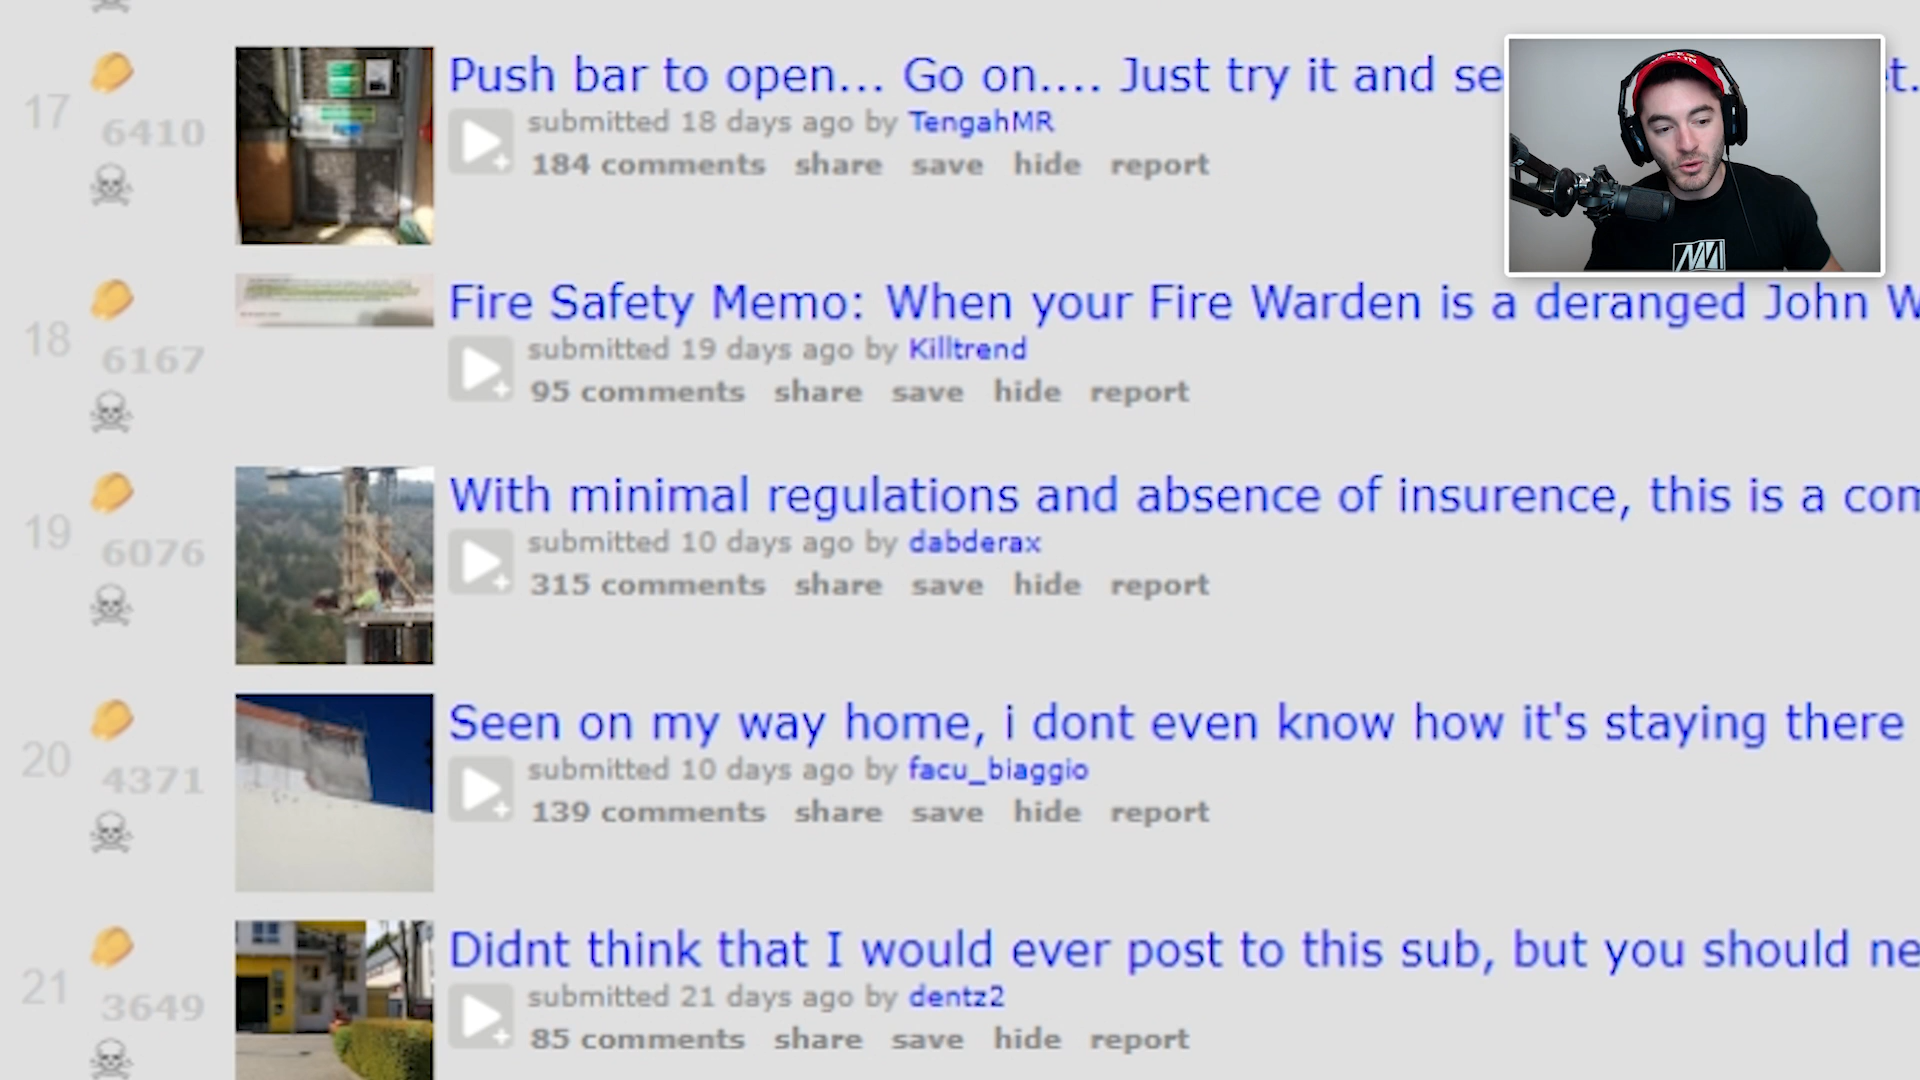 17
6410
Push bar to open... Go on.... Just try it and se
submitted 18 days ago by TengahMR
184 comments share save hide report
18
6167
Fire Safety Memo: When your Fire Warden is a deranged John W
submitted 19 days ago by Killtrend
95 comments share save hide report
19
6076
With minimal regulations and absence of insurence, this is a com
submitted 10 days ago by dabderax
315 comments share save hide report
20
4371
Seen on my way home, i dont even know how it's staying there
submitted 10 days ago by facu_biaggio
139 comments share save hide report
21
3649
Didnt think that I would ever post to this sub, but you should ne
submitted 21 days ago by dentz2
85 comments share save hide report